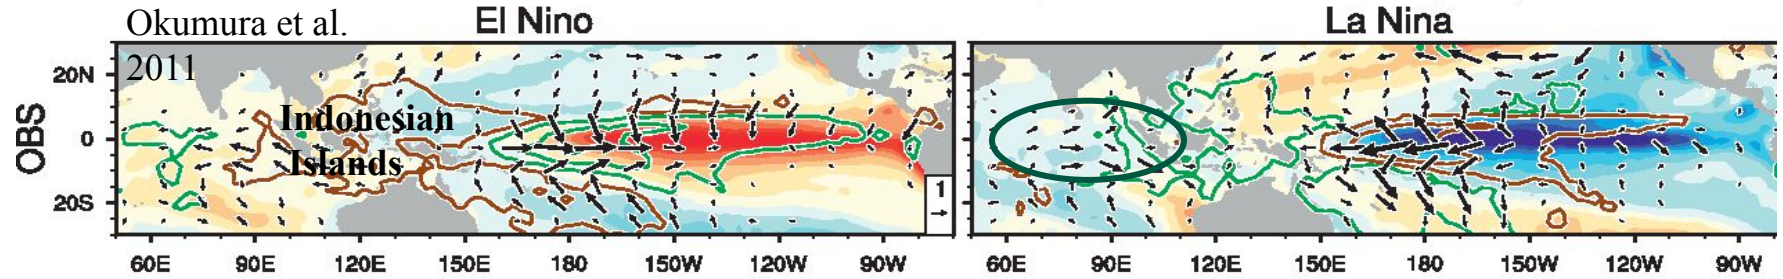 Okumura et al.
2011
El Nino
La Nina
OBS
20N
0
20S
Indonesian
Islands
1
60E 90E 120E 150E 180 150W 120W 90W
60E 90E 120E 150E 180 150W 120W 90W